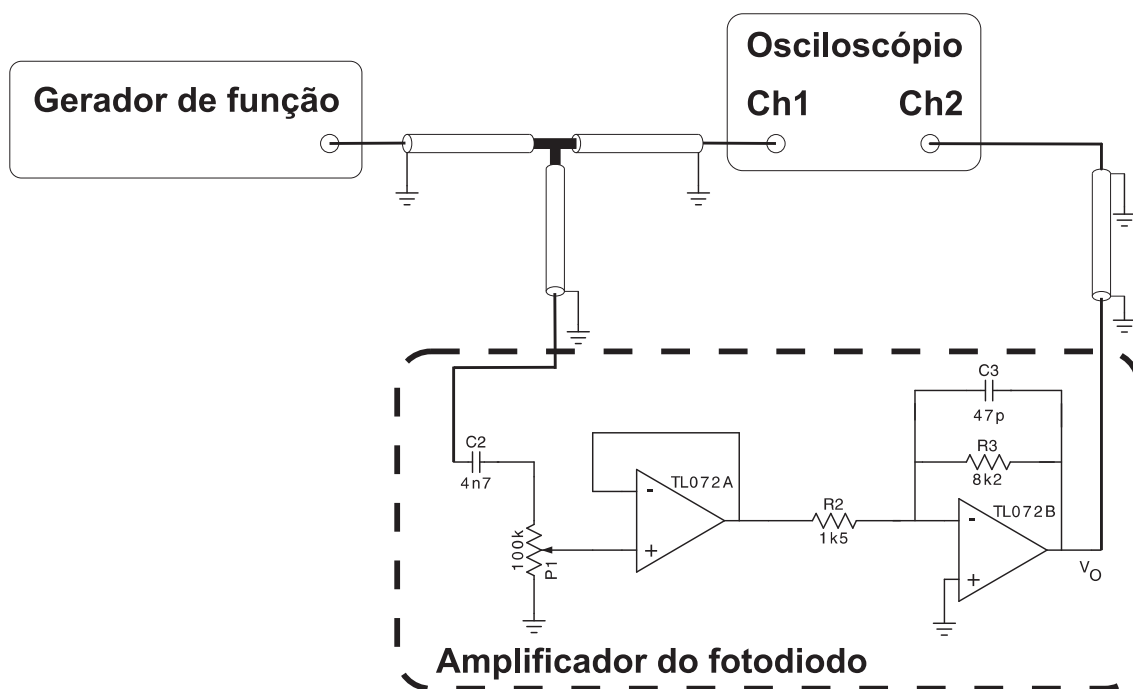 Gerador de função
Osciloscópio
Ch1 Ch2
C2
4n7
100k
P1
TL072A
-
+
R2
1k5
C3
47p
R3
8k2
TL072B
-
+
VO
Amplificador do fotodiodo